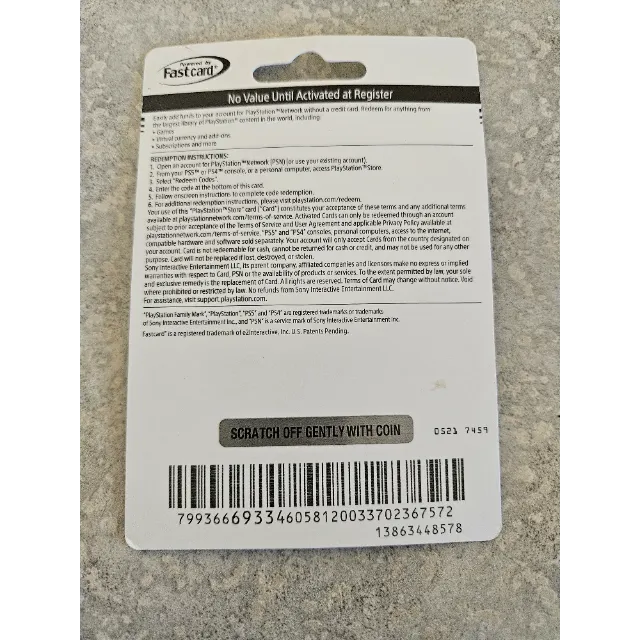 Powered by
Fastcard®
No Value Until Activated at Register
Easily add funds to your account for PlayStation™Network without a credit card. Redeem for anything from
the largest library of PlayStation™ content in the world, including:
• Games
• Virtual currency and add-ons
• Subscriptions and more
REDEMPTION INSTRUCTIONS:
1. Open an account for PlayStation™Network (PSN) (or use your existing account).
2. From your PS5™ or PS4™ console, or a personal computer, access PlayStation™Store.
3. Select "Redeem Codes".
4. Enter the code at the bottom of this card.
5. Follow onscreen instructions to complete code redemption.
6. For additional redemption instructions, please visit playstation.com/redeem.
Your use of this "PlayStation™Store" card ("Card") constitutes your acceptance of these terms and any additional terms
available at playstationnetwork.com/terms-of-service. Activated Cards can only be redeemed through an account
subject to prior acceptance of the Terms of Service and User Agreement and applicable Privacy Policy available at
playstationnetwork.com/terms-of-service. "PS5" and "PS4" consoles, personal computers, access to the internet,
compatible hardware and software sold separately. Your account will only accept Cards from the country designated on
your account. Card is not redeemable for cash, cannot be returned for cash or credit, and may not be used for any other
purpose. Card will not be replaced if lost, destroyed, or stolen.
Sony Interactive Entertainment LLC, its parent company, affiliated companies and licensors make no express or implied
warranties with respect to Card, PSN or the availability of products or services. To the extent permitted by law, your sole
and exclusive remedy is the replacement of Card. All rights are reserved. Terms of Card may change without notice. Void
where prohibited or restricted by law. No refunds from Sony Interactive Entertainment LLC.
For assistance, visit support.playstation.com.
"PlayStation Family Mark", "PlayStation", "PS5" and "PS4" are registered trademarks or trademarks
of Sony Interactive Entertainment Inc., and "PSN" is a service mark of Sony Interactive Entertainment Inc.
Fastcard® is a registered trademark of e2interactive, Inc. U.S. Patents Pending.
SCRATCH OFF GENTLY WITH COIN
0521 7459
799366693346058120033702367572
13863448578